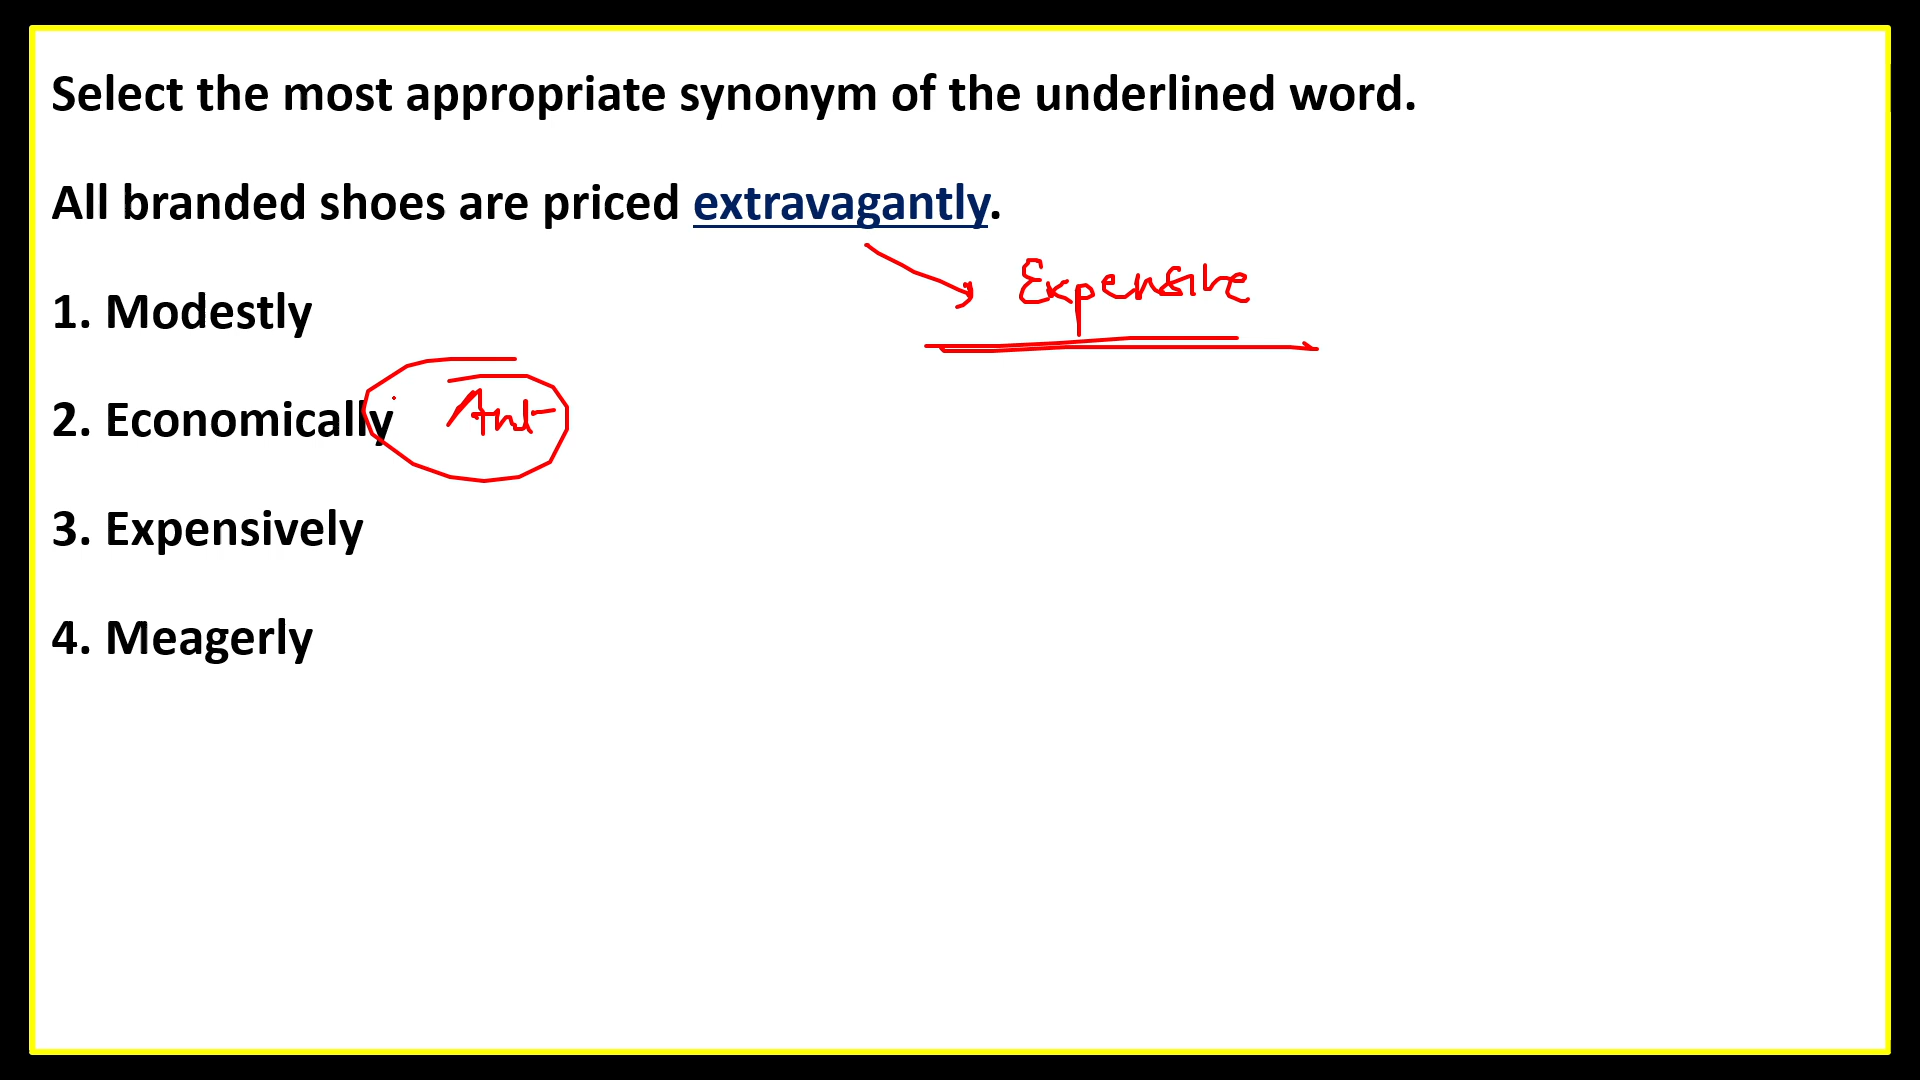 Select the most appropriate synonym of the underlined word.
All branded shoes are priced extravagantly.
Expensive
1. Modestly
2. Economically Ant
3. Expensively
4. Meagerly